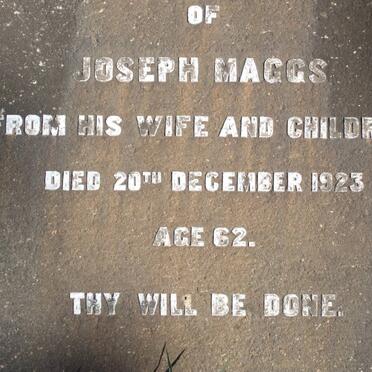 OF
JOSEPH MAGGS
FROM HIS WIFE AND CHILDR
DIED 20TH DECEMBER 1923
AGE 62.
THY WILL BE DONE.